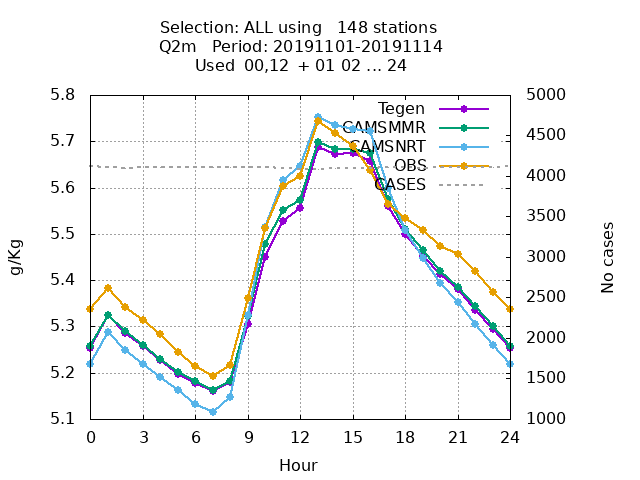 Selection: ALL using   148 stations
Q2m   Period: 20191101-20191114
Used  00,12  + 01 02 ... 24
5.8
5.7
5.6
5.5
5.4
5.3
5.2
5.1
g/Kg
5000
4500
4000
3500
3000
2500
2000
1500
1000
No cases
Tegen
CAMSMMR
CAMSNRT
OBS
CASES
0 3 6 9 12 15 18 21 24
Hour